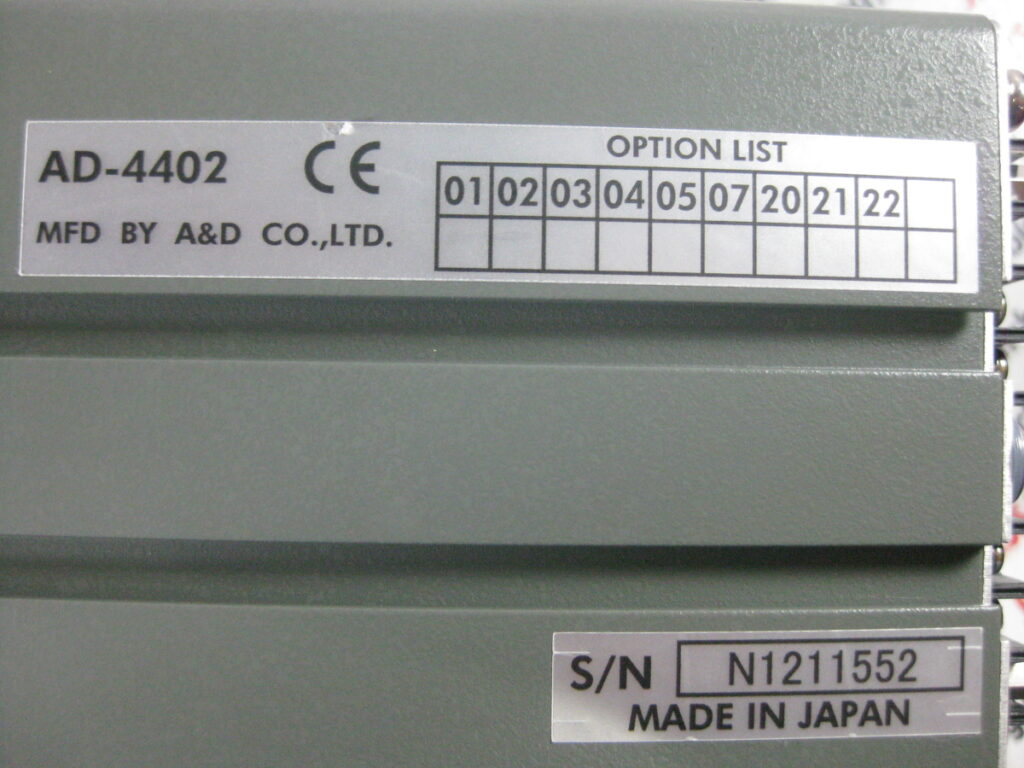 AD-4402 CE
MFD BY A&D CO.,LTD.
OPTION LIST
01 02 03 04 05 07 20 21 22
S/N N1211552
MADE IN JAPAN